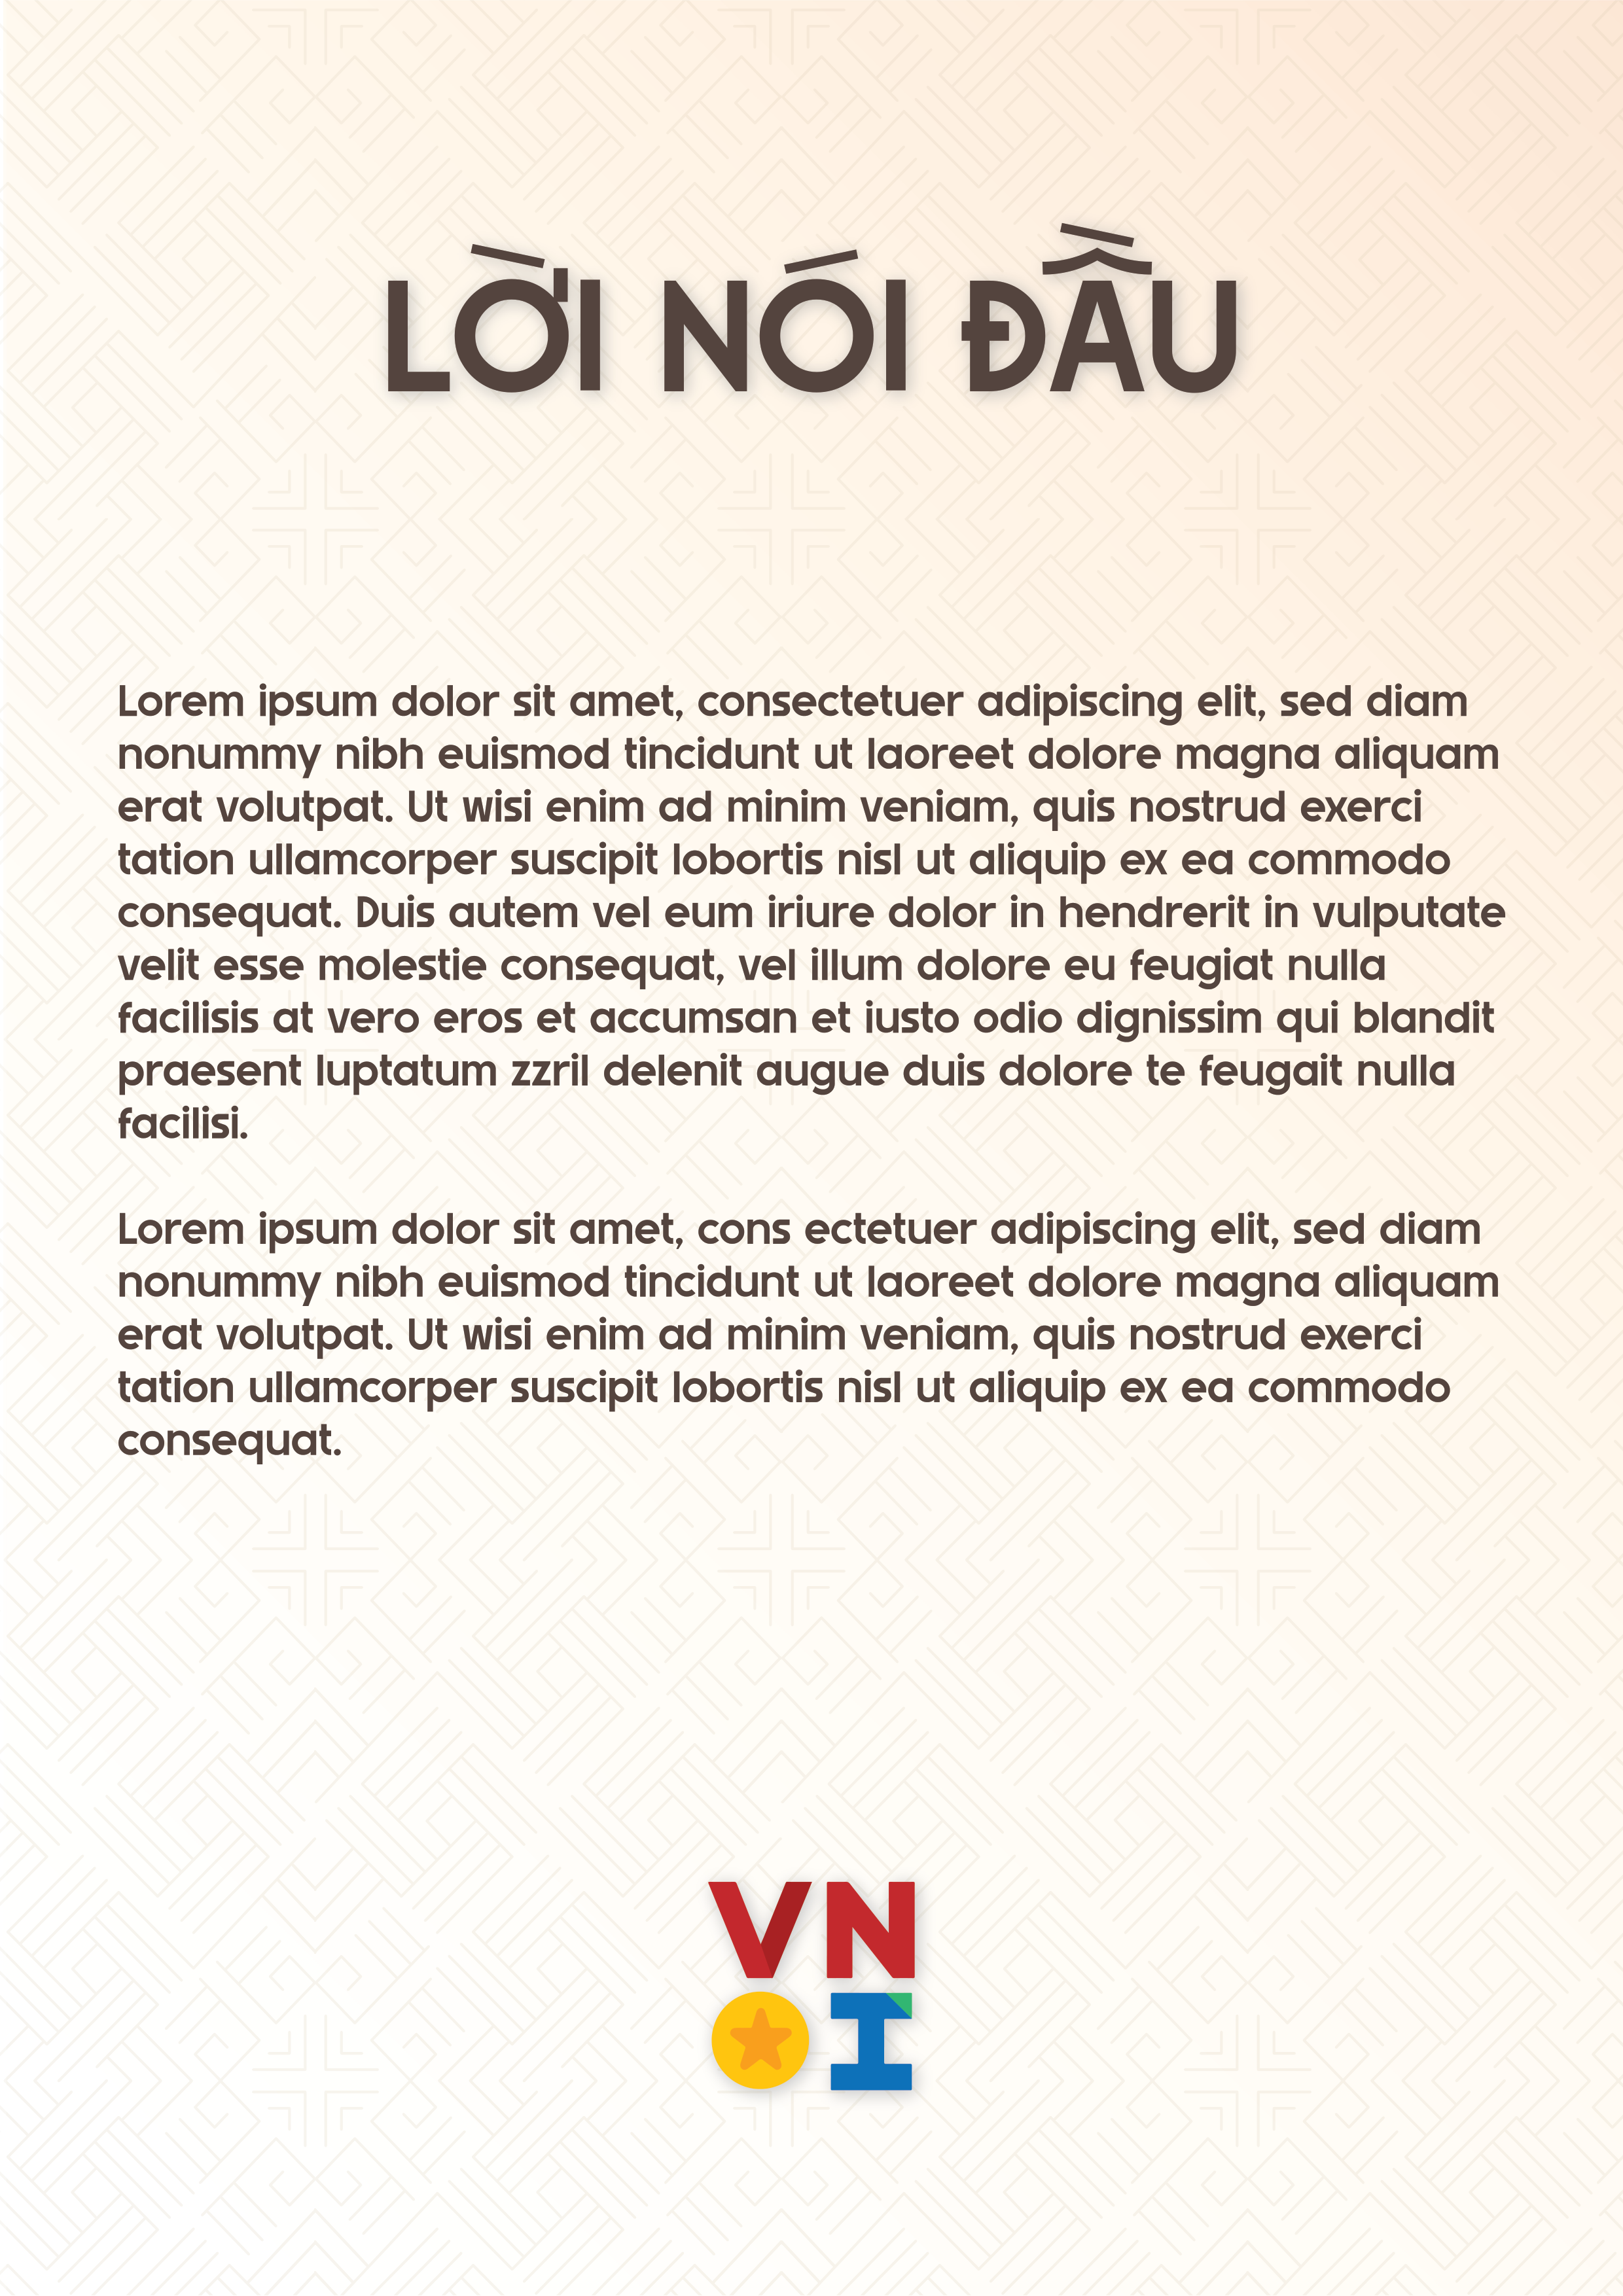 LỜI NÓI ĐẦU
Lorem ipsum dolor sit amet, consectetuer adipiscing elit, sed diam
nonummy nibh euismod tincidunt ut laoreet dolore magna aliquam
erat volutpat. Ut wisi enim ad minim veniam, quis nostrud exerci
tation ullamcorper suscipit lobortis nisl ut aliquip ex ea commodo
consequat. Duis autem vel eum iriure dolor in hendrerit in vulputate
velit esse molestie consequat, vel illum dolore eu feugiat nulla
facilisis at vero eros et accumsan et iusto odio dignissim qui blandit
praesent luptatum zzril delenit augue duis dolore te feugait nulla
facilisi.
Lorem ipsum dolor sit amet, cons ectetuer adipiscing elit, sed diam
nonummy nibh euismod tincidunt ut laoreet dolore magna aliquam
erat volutpat. Ut wisi enim ad minim veniam, quis nostrud exerci
tation ullamcorper suscipit lobortis nisl ut aliquip ex ea commodo
consequat.
VN
OI